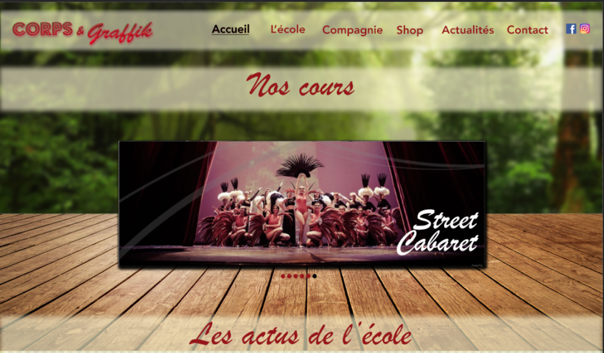 CORPS & Graffik
Accueil L'école Compagnie Shop Actualités Contact
Nos cours
Street
Cabaret
Les actus de l'école